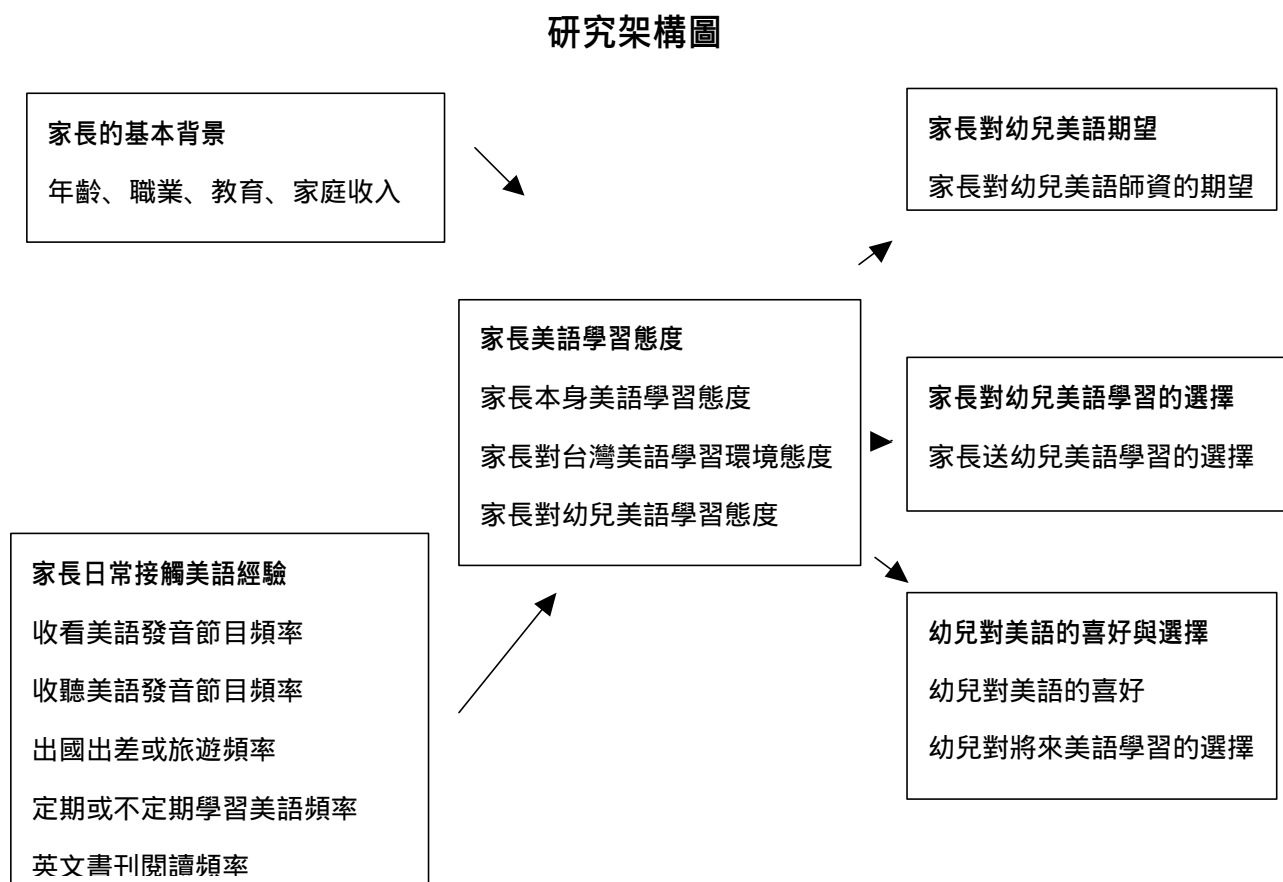 研究架構圖
家長的基本背景
年齡、職業、教育、家庭收入
家長對幼兒美語期望
家長對幼兒美語師資的期望
家長美語學習態度
家長本身美語學習態度
家長對台灣美語學習環境態度
家長對幼兒美語學習態度
家長對幼兒美語學習的選擇
家長送幼兒美語學習的選擇
家長日常接觸美語經驗
收看美語發音節目頻率
收聽美語發音節目頻率
出國出差或旅遊頻率
定期或不定期學習美語頻率
英文書刊閱讀頻率
幼兒對美語的喜好與選擇
幼兒對美語的喜好
幼兒對將來美語學習的選擇